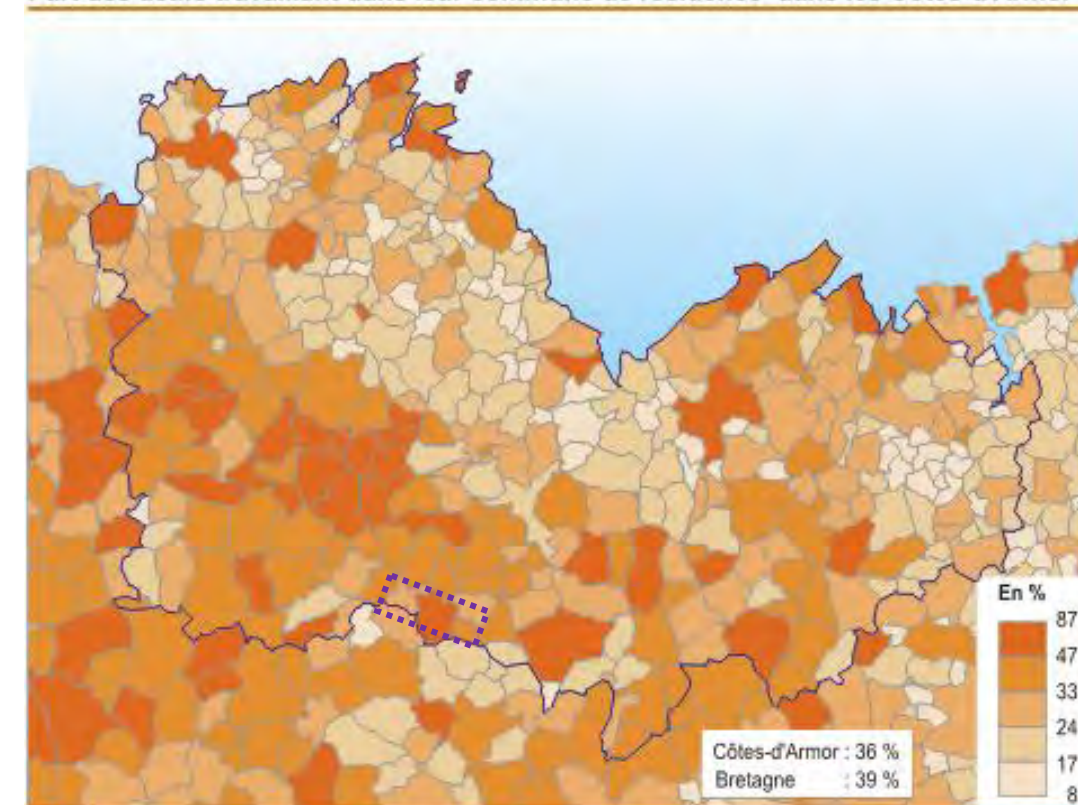 En %
87
47
33
24
17
8
Côtes-d'Armor : 36 %
Bretagne : 39 %